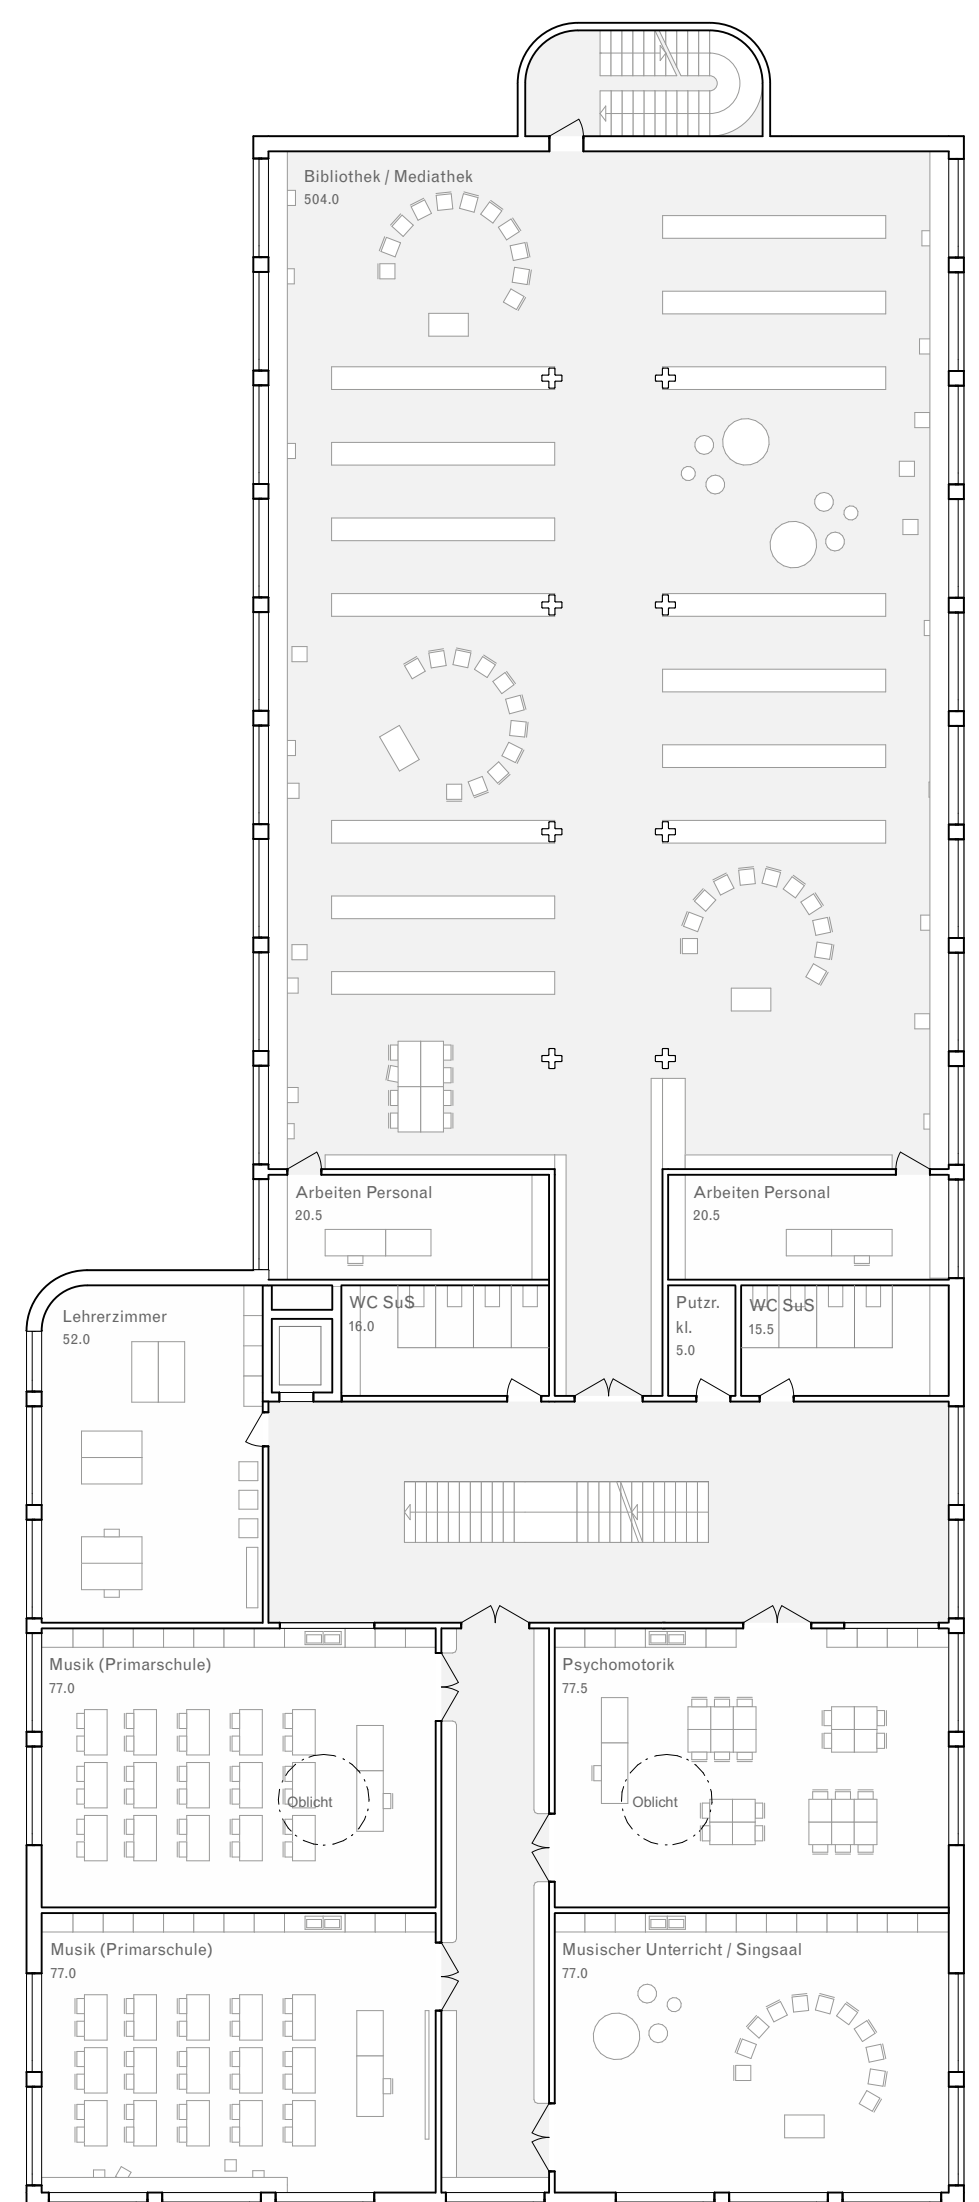 Bibliothek / Mediathek
504.0
Arbeiten Personal
20.5
Arbeiten Personal
20.5
Lehrerzimmer
52.0
WC SuS
16.0
Putzr.
kl.
5.0
WC SuS
15.5
Musik (Primarschule)
77.0
Oblicht
Psychomotorik
77.5
Oblicht
Musik (Primarschule)
77.0
Musischer Unterricht / Singsaal
77.0